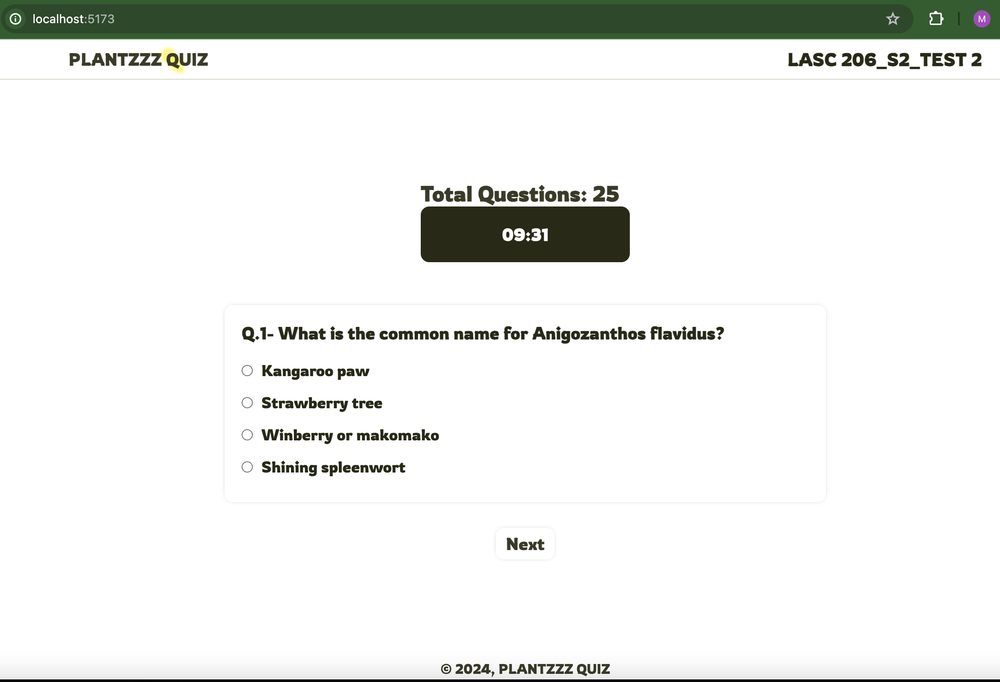 localhost:5173
M
PLANTZZZ QUIZ
LASC 206_S2_TEST 2
Total Questions: 25
09:31
Q.1- What is the common name for Anigozanthos flavidus?
Kangaroo paw
Strawberry tree
Winberry or makomako
Shining spleenwort
Next
© 2024, PLANTZZZ QUIZ